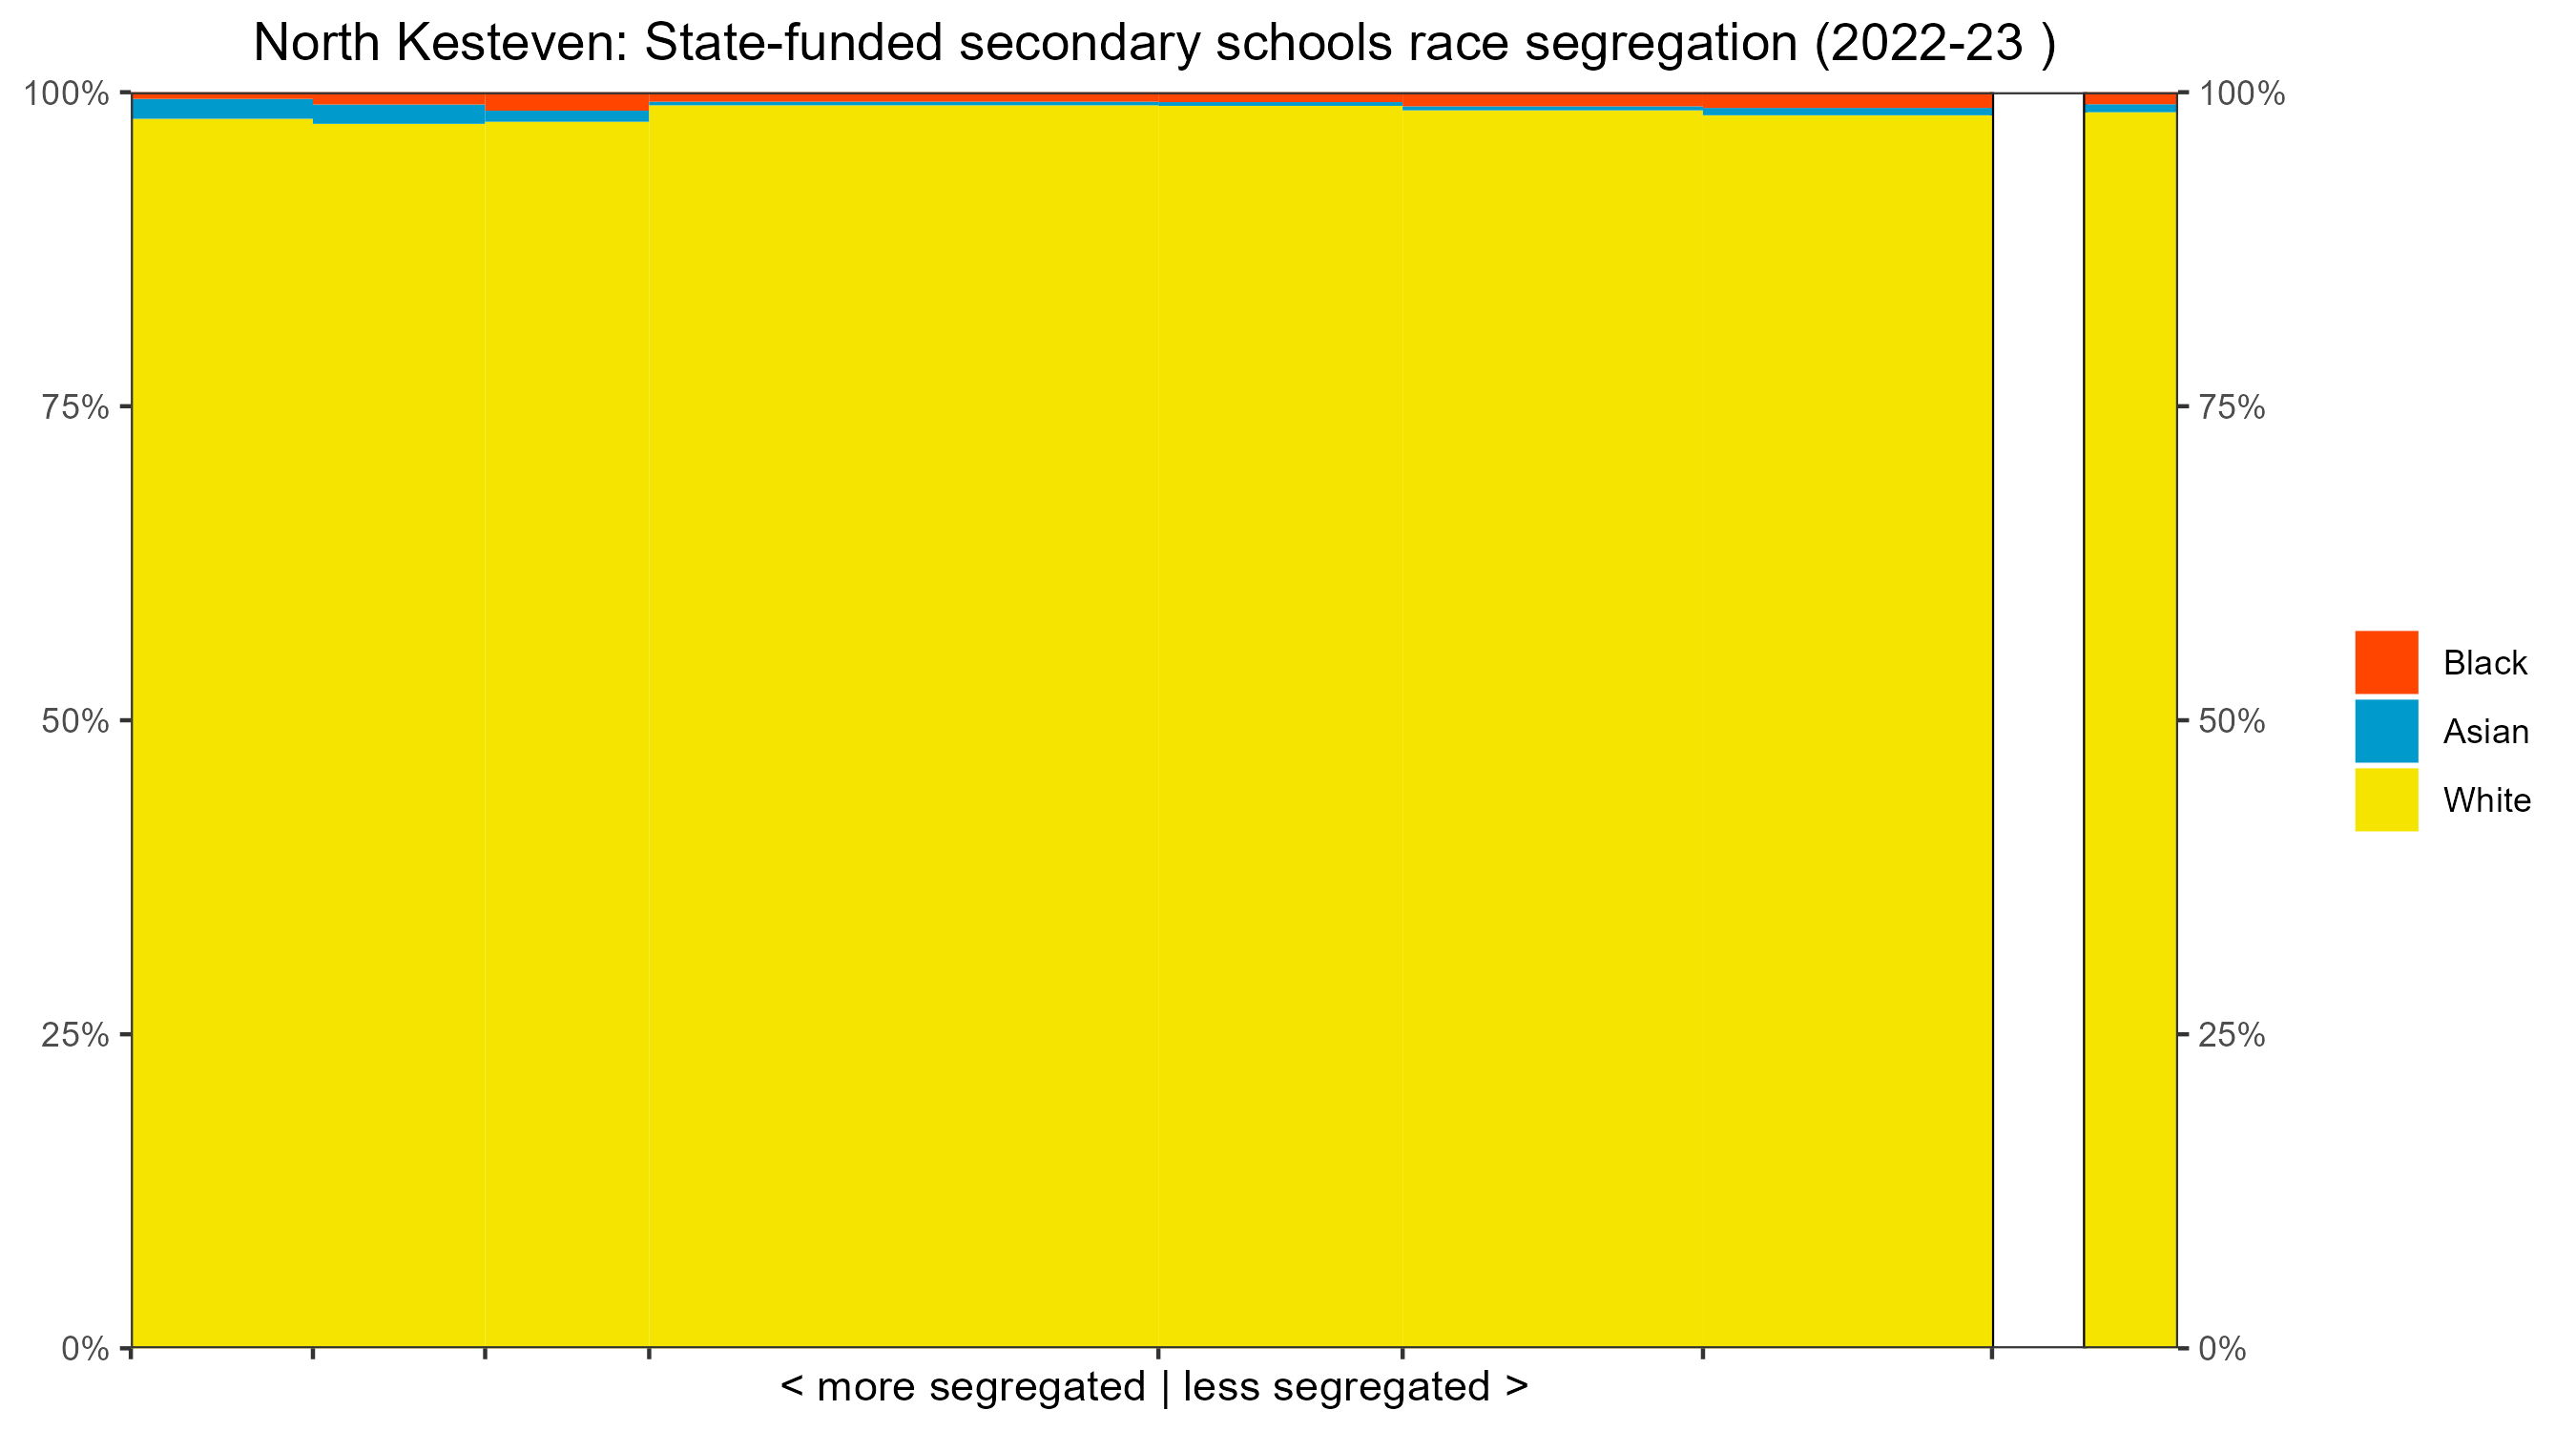 North Kesteven: State-funded secondary schools race segregation (2022-23 )
100%
75%
50%
25%
0%
100%
75%
50%
25%
0%
Black
Asian
White
< more segregated | less segregated >